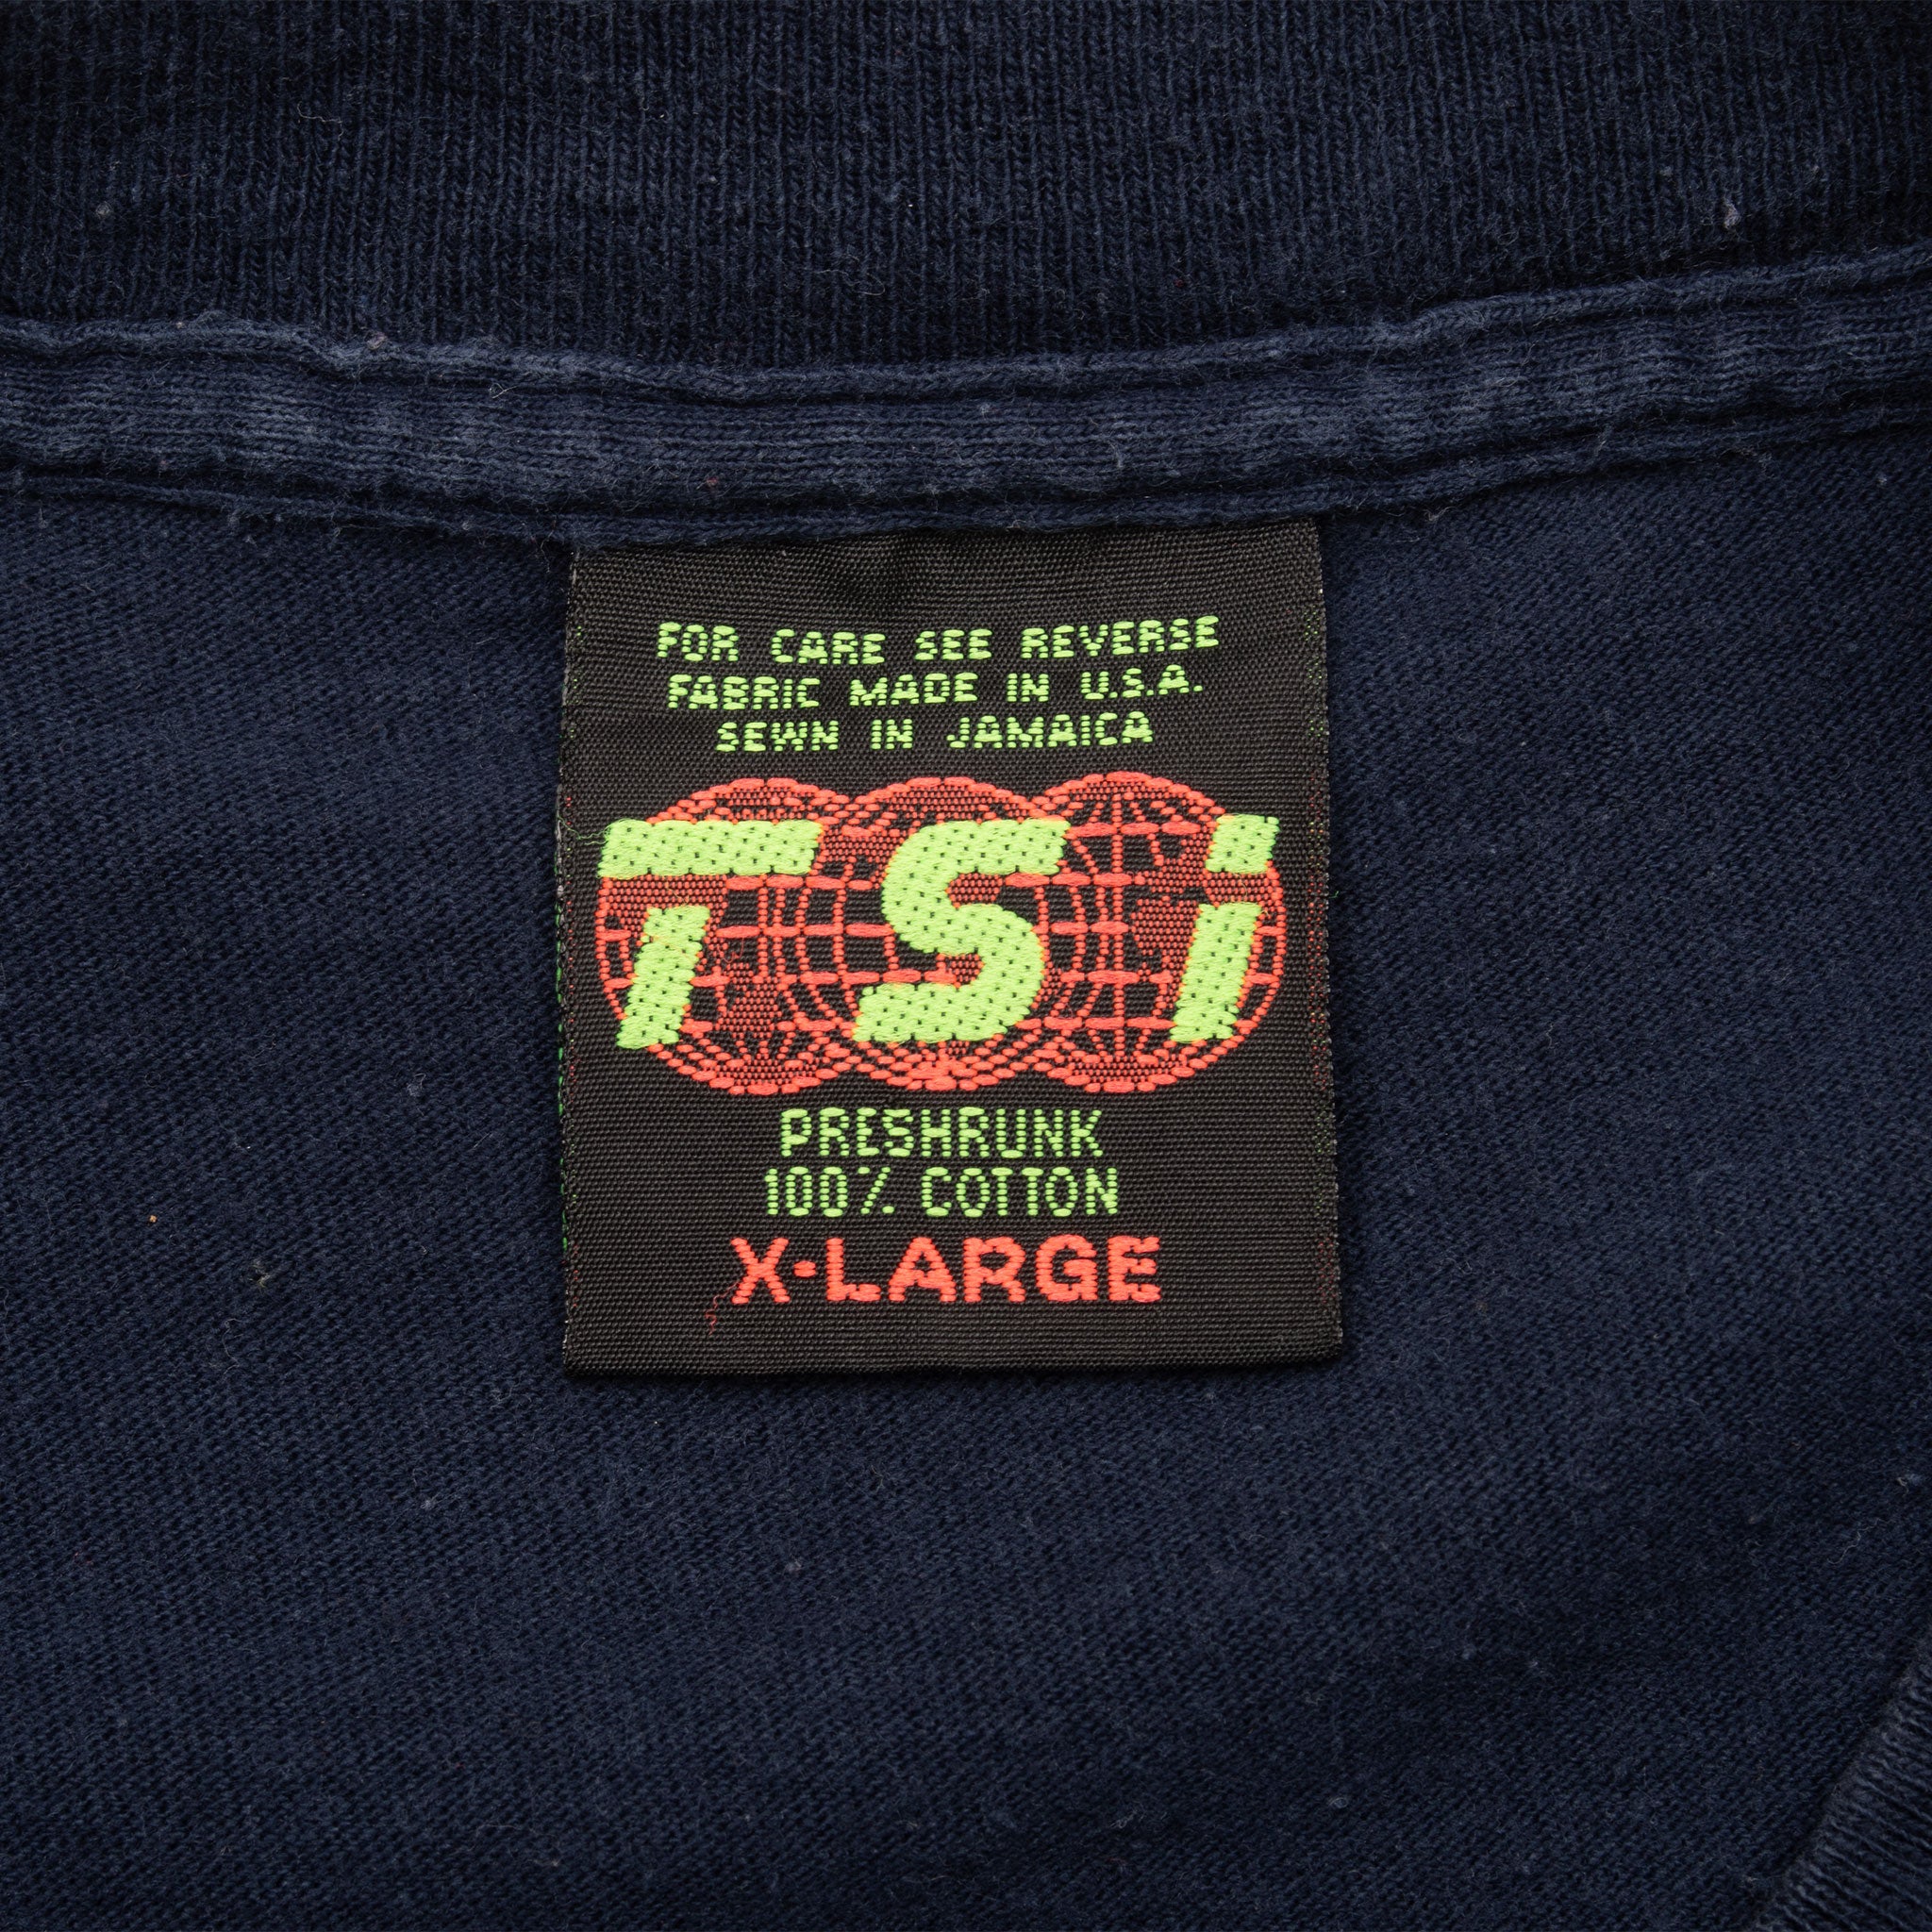 FOR CARE SEE REVERSE
FABRIC MADE IN U.S.A.
SEWN IN JAMAICA
TSi
PRESHRUNK
100% COTTON
X-LARGE